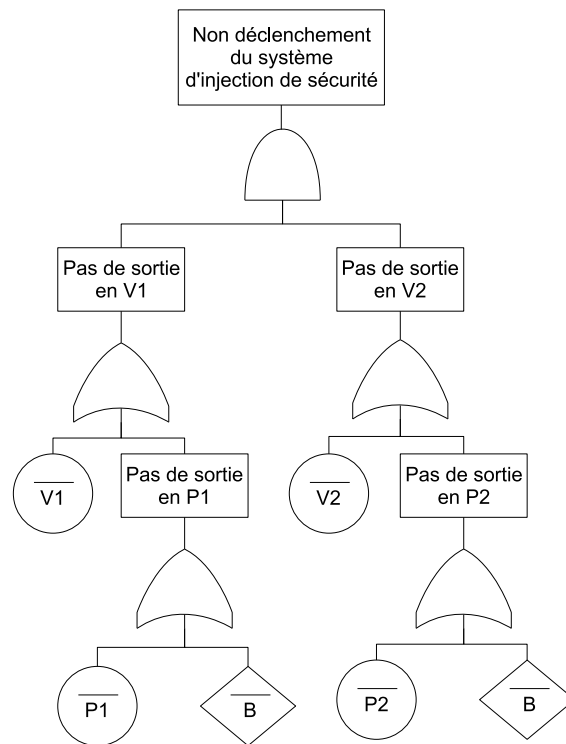 Non déclenchement
du système
d'injection de sécurité
Pas de sortie
en V1
Pas de sortie
en V2
V1
Pas de sortie
en P1
V2
Pas de sortie
en P2
P1
B
P2
B